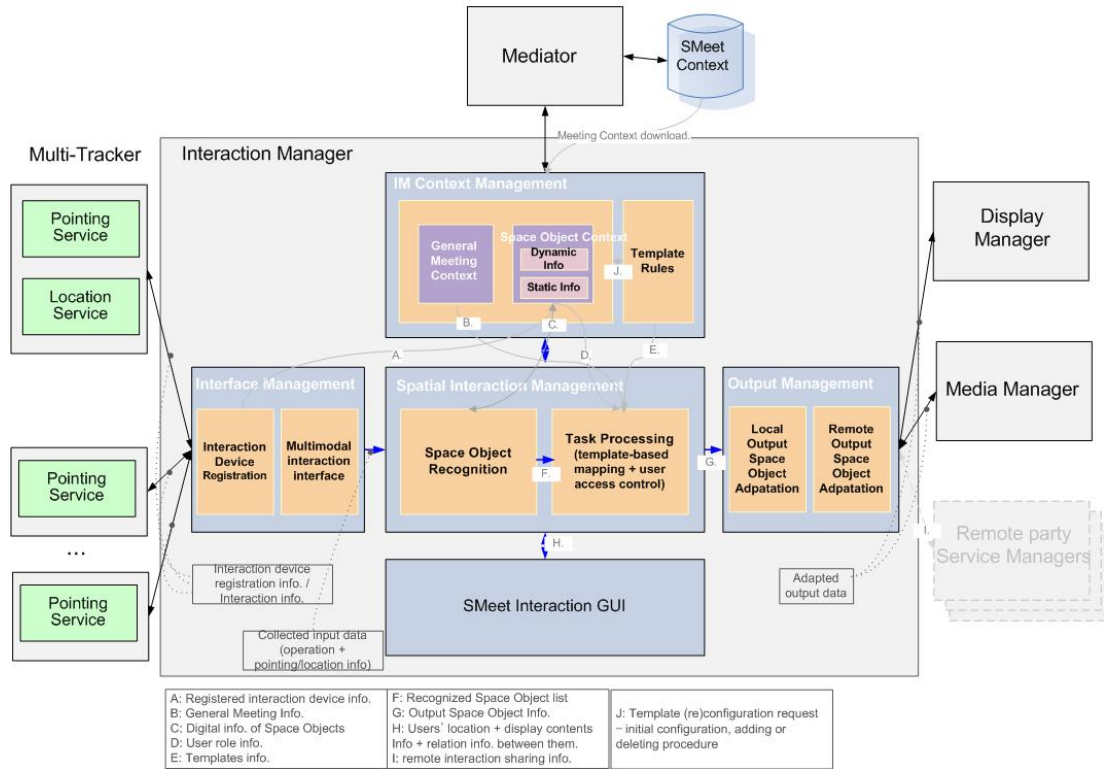 Mediator
SMeet
Context
Meeting Context download.
Multi-Tracker
Interaction Manager
Pointing
Service
Location
Service
Pointing
Service
...
Pointing
Service
IM Context Management
General
Meeting
Context
Space Object Context
Dynamic
Info
Static Info
J.
Template
Rules
B.
C.
A.
D.
E.
Interface Management
Interaction
Device
Registration
Multimodal
interaction
interface
Spatial Interaction Management
Space Object
Recognition
F.
Task Processing
(template-based
mapping + user
access control)
G.
Output Management
Local
Output
Space
Object
Adpatation
Remote
Output
Space
Object
Adpatation
H.
SMeet Interaction GUI
Display
Manager
Media Manager
I.
Remote party
Service Managers
Interaction device
registration info. /
Interaction info.
Collected input data
(operation +
pointing/location info)
Adapted
output data
A: Registered interaction device info.
B: General Meeting Info.
C: Digital info. of Space Objects
D: User role info.
E: Templates info.
F: Recognized Space Object list
G: Output Space Object Info.
H: Users' location + display contents
Info + relation info. between them.
I: remote interaction sharing info.
J: Template (re)configuration request
– initial configuration, adding or
deleting procedure